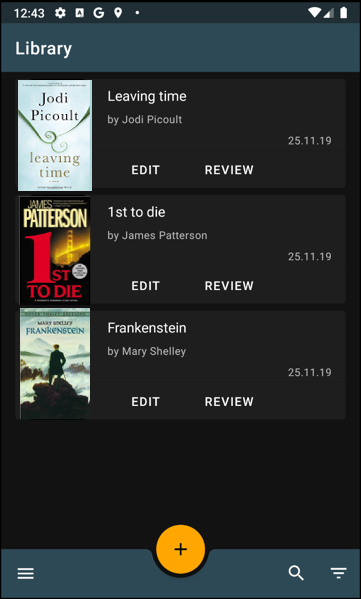 12:43
Library
Jodi
Picoult
leaving
time
Leaving time
by Jodi Picoult
25.11.19
EDIT REVIEW
JAMES
PATTERSON
1ST
TO DIE
1st to die
by James Patterson
25.11.19
EDIT REVIEW
MARY SHELLEY
FRANKENSTEIN
Frankenstein
by Mary Shelley
25.11.19
EDIT REVIEW